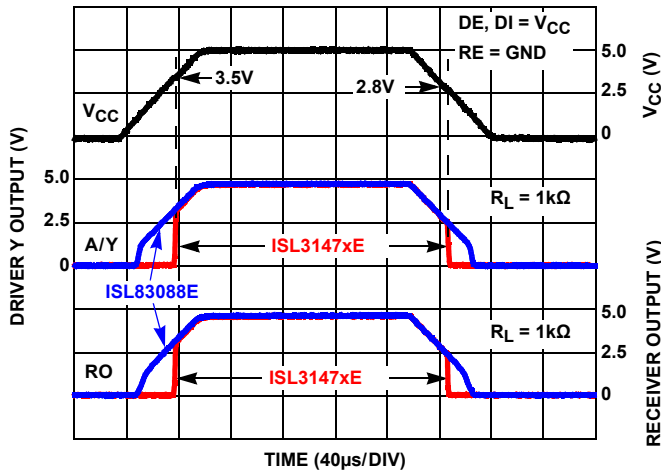 DE, DI = VCC
RE = GND
5.0
3.5V
2.8V
2.5
VCC
0
VCC (V)
DRIVER Y OUTPUT (V)
5.0
RL = 1kΩ
2.5
A/Y
ISL3147xE
0
ISL83088E
5.0
RL = 1kΩ
2.5
RO
ISL3147xE
0
RECEIVER OUTPUT (V)
TIME (40µs/DIV)